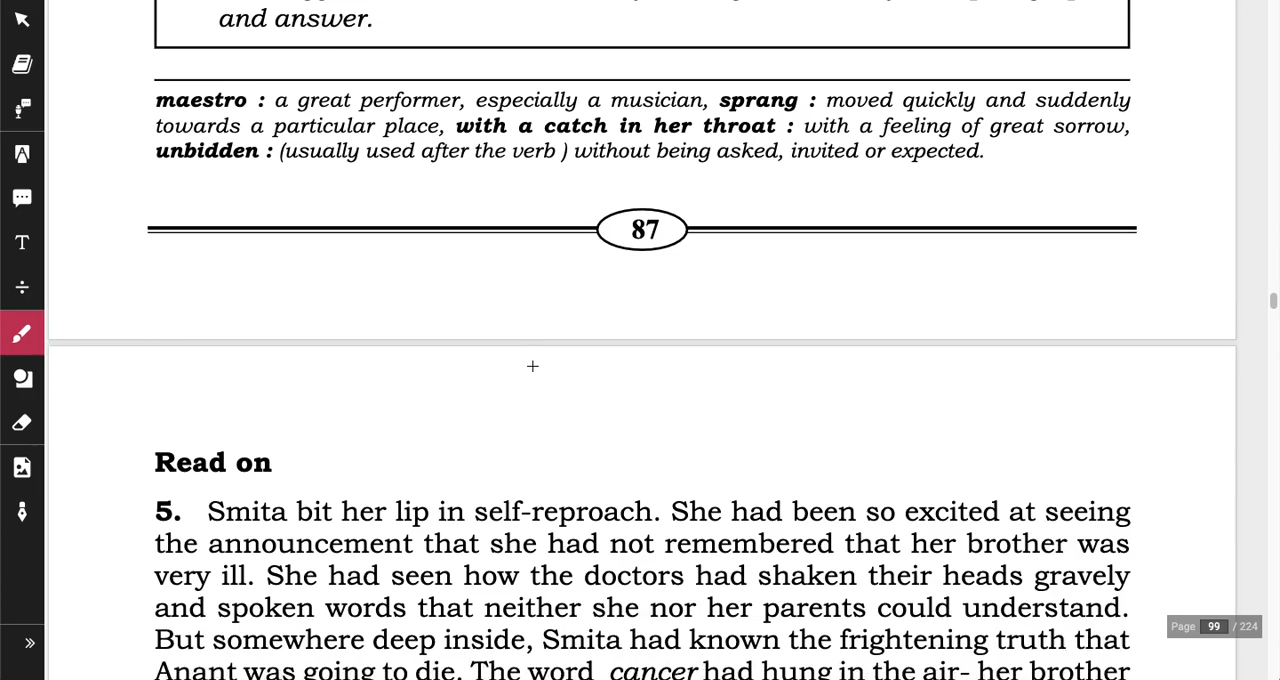 and answer.
maestro : a great performer, especially a musician, sprang : moved quickly and suddenly
towards a particular place, with a catch in her throat : with a feeling of great sorrow,
unbidden : (usually used after the verb ) without being asked, invited or expected.
87
Read on
5. Smita bit her lip in self-reproach. She had been so excited at seeing
the announcement that she had not remembered that her brother was
very ill. She had seen how the doctors had shaken their heads gravely
and spoken words that neither she nor her parents could understand.
But somewhere deep inside, Smita had known the frightening truth that
Anant was going to die. The word cancer had hung in the air- her brother
Page 99 / 224